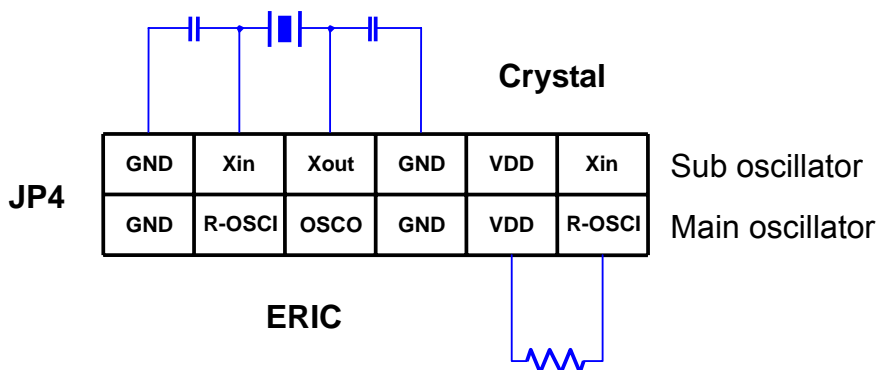 Crystal
GND Xin Xout GND VDD Xin Sub oscillator
JP4
GND R-OSCI OSCO GND VDD R-OSCI Main oscillator
ERIC